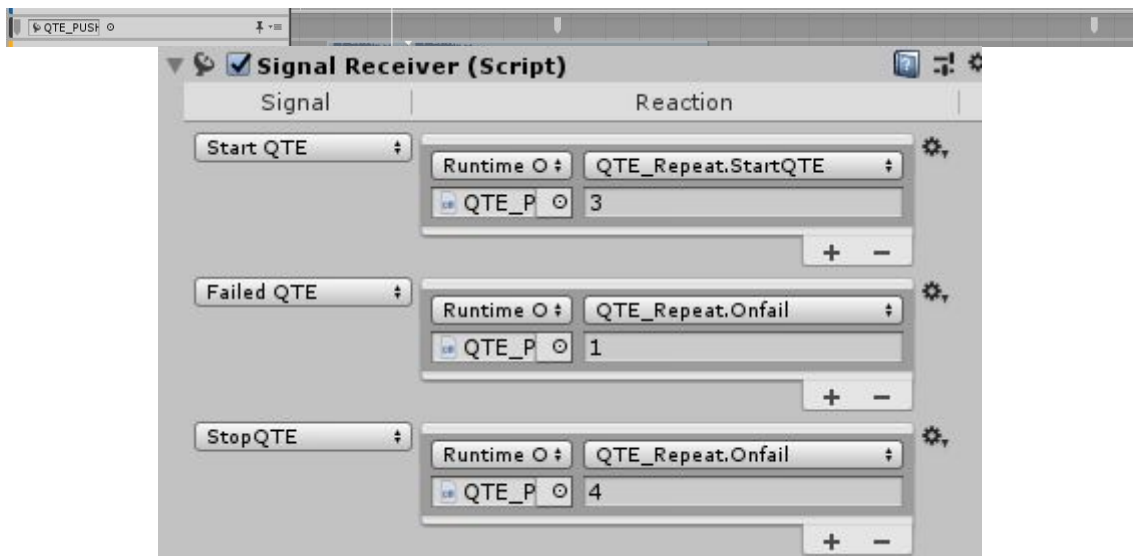 QTE_PUSH
Signal Receiver (Script)
Signal Reaction
Start QTE
Runtime O QTE_Repeat.StartQTE
QTE_P 3
+ −
Failed QTE
Runtime O QTE_Repeat.Onfail
QTE_P 1
+ −
StopQTE
Runtime O QTE_Repeat.Onfail
QTE_P 4
+ −